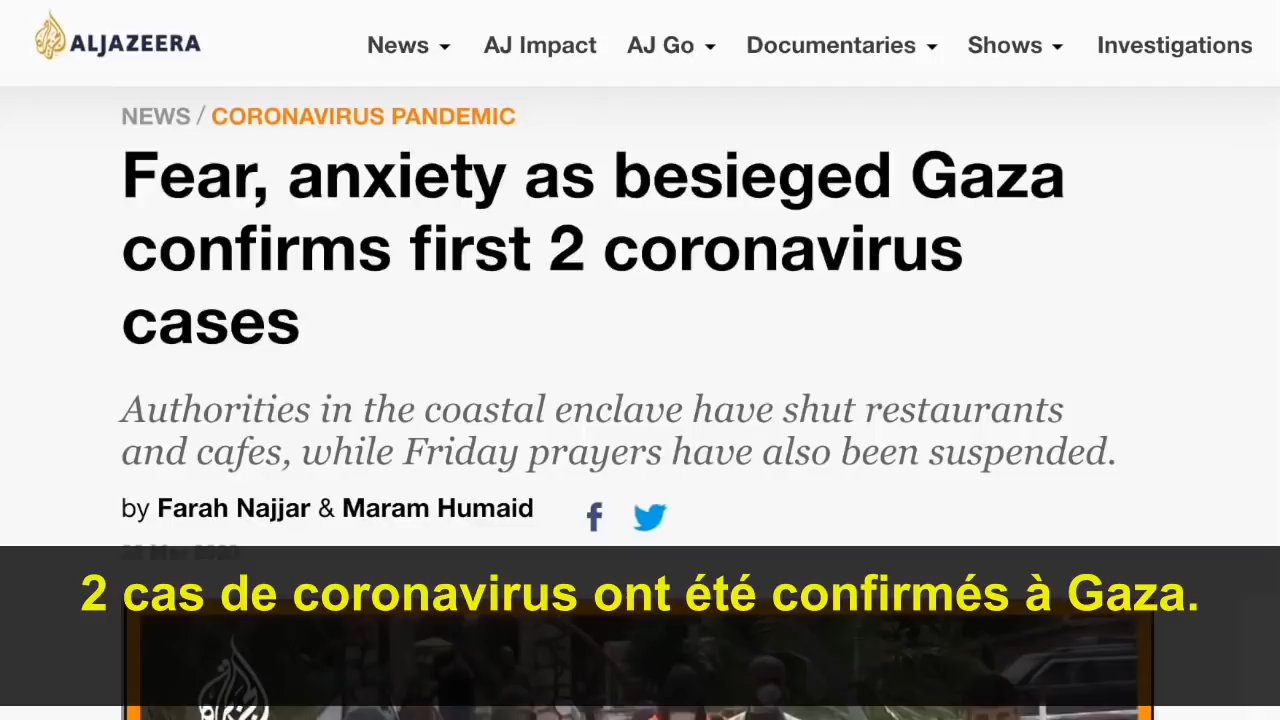 ALJAZEERA
News AJ Impact AJ Go Documentaries Shows Investigations
NEWS / CORONAVIRUS PANDEMIC
Fear, anxiety as besieged Gaza
confirms first 2 coronavirus
cases
Authorities in the coastal enclave have shut restaurants
and cafes, while Friday prayers have also been suspended.
by Farah Najjar & Maram Humaid
2 cas de coronavirus ont été confirmés à Gaza.